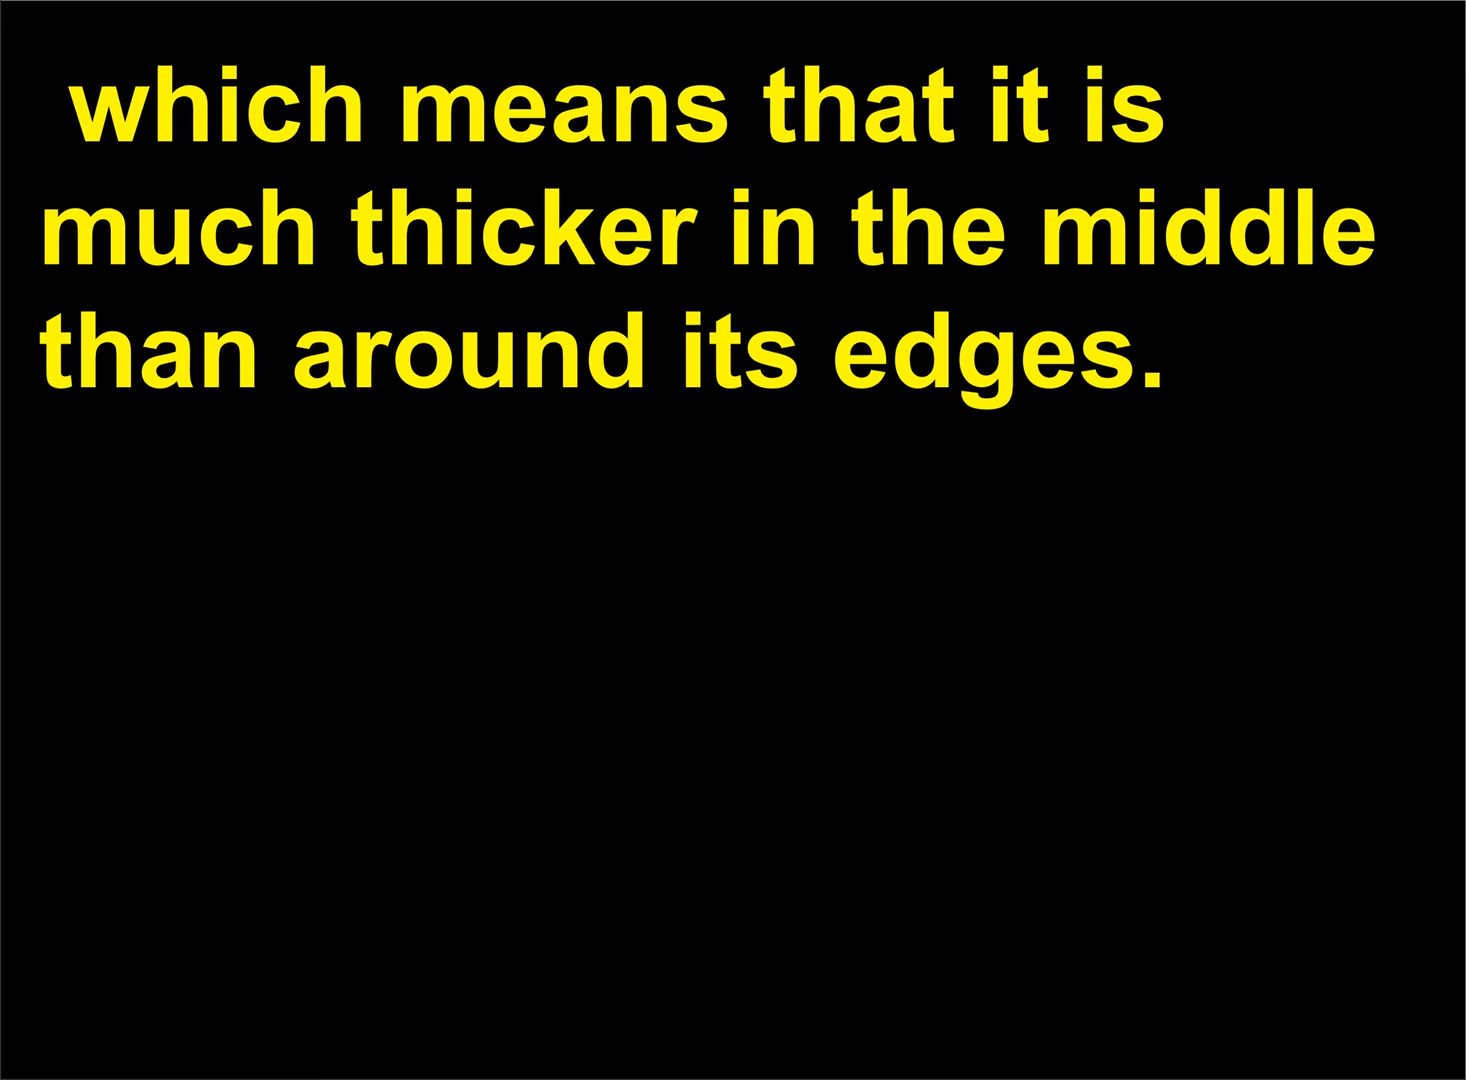 which means that it is
much thicker in the middle
than around its edges.